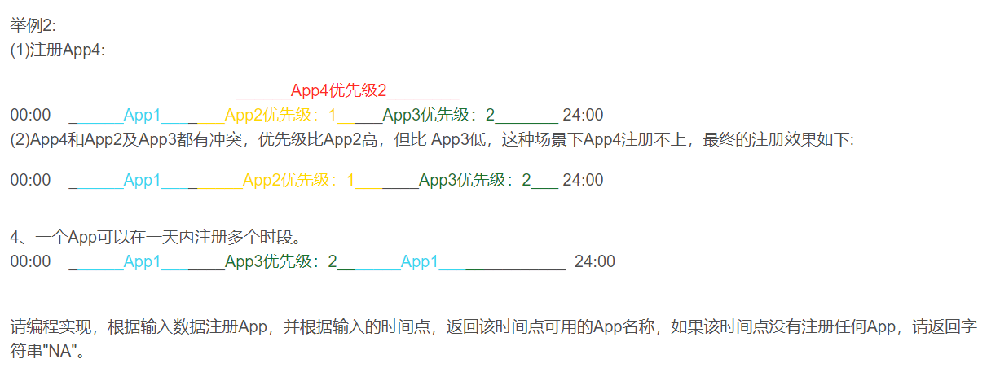 举例2:
(1)注册App4:
______App4优先级2________
00:00 ______App1___________App2优先级：1_____App3优先级：2_______ 24:00
(2)App4和App2及App3都有冲突，优先级比App2高，但比 App3低，这种场景下App4注册不上，最终的注册效果如下:
00:00 ______App1_________App2优先级：1_______App3优先级：2___ 24:00
4、一个App可以在一天内注册多个时段。
00:00 ______App1_______App3优先级：2_______App1______________ 24:00
请编程实现，根据输入数据注册App，并根据输入的时间点，返回该时间点可用的App名称，如果该时间点没有注册任何App，请返回字
符串"NA"。